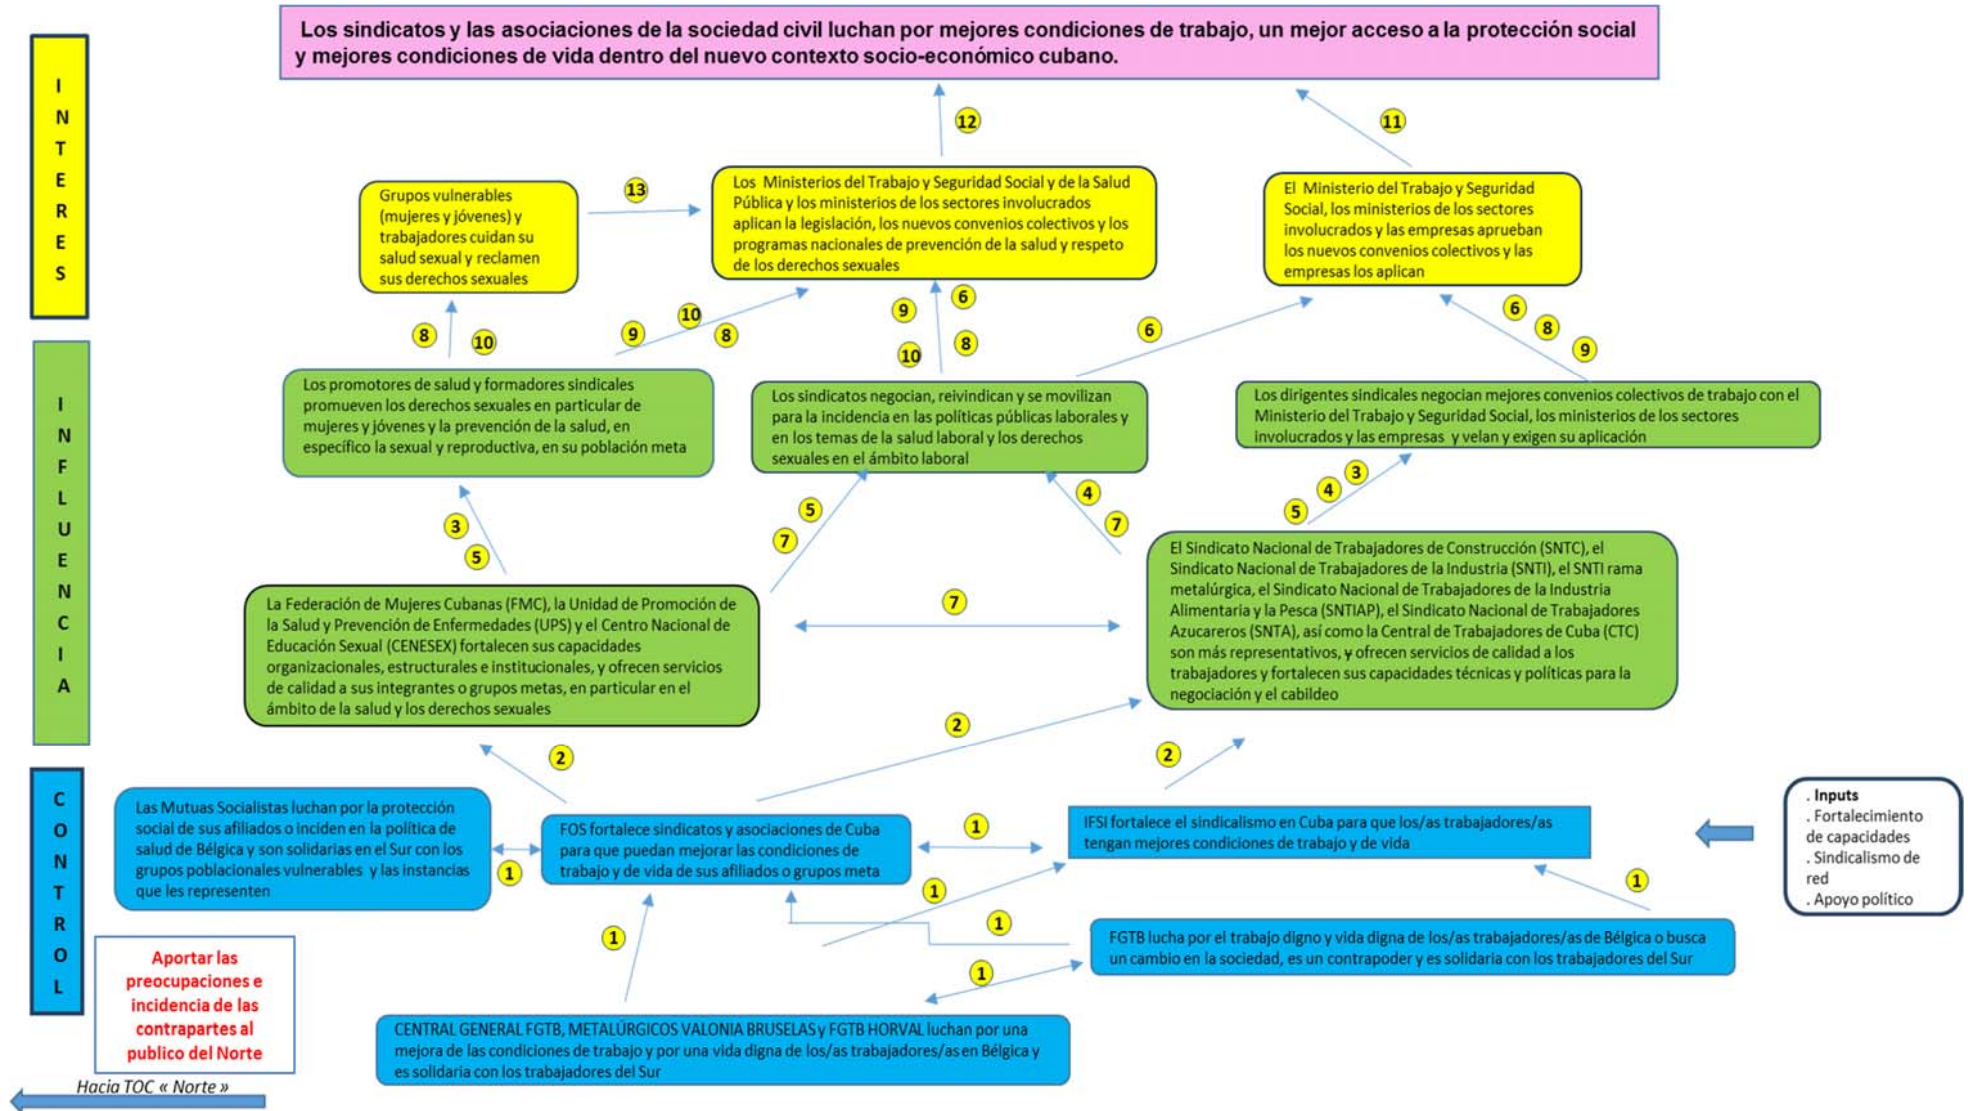 Los sindicatos y las asociaciones de la sociedad civil luchan por mejores condiciones de trabajo, un mejor acceso a la protección social
y mejores condiciones de vida dentro del nuevo contexto socio-económico cubano.
INTERES
12
11
Grupos vulnerables
(mujeres y jóvenes) y
trabajadores cuidan su
salud sexual y reclamen
sus derechos sexuales
13
Los Ministerios del Trabajo y Seguridad Social y de la Salud
Pública y los ministerios de los sectores involucrados
aplican la legislación, los nuevos convenios colectivos y los
programas nacionales de prevención de la salud y respeto
de los derechos sexuales
El Ministerio del Trabajo y Seguridad
Social, los ministerios de los sectores
involucrados y las empresas aprueban
los nuevos convenios colectivos y las
empresas los aplican
8
10
9
10
8
9
6
10
8
6
6
8
9
INFLUENCIA
Los promotores de salud y formadores sindicales
promueven los derechos sexuales en particular de
mujeres y jóvenes y la prevención de la salud, en
específico la sexual y reproductiva, en su población meta
Los sindicatos negocian, reivindican y se movilizan
para la incidencia en las políticas públicas laborales y
en los temas de la salud laboral y los derechos
sexuales en el ámbito laboral
Los dirigentes sindicales negocian mejores convenios colectivos de trabajo con el
Ministerio del Trabajo y Seguridad Social, los ministerios de los sectores
involucrados y las empresas y velan y exigen su aplicación
3
5
5
7
4
7
5
4
3
La Federación de Mujeres Cubanas (FMC), la Unidad de Promoción de
la Salud y Prevención de Enfermedades (UPS) y el Centro Nacional de
Educación Sexual (CENESEX) fortalecen sus capacidades
organizacionales, estructurales e institucionales, y ofrecen servicios
de calidad a sus integrantes o grupos metas, en particular en el
ámbito de la salud y los derechos sexuales
7
El Sindicato Nacional de Trabajadores de Construcción (SNTC), el
Sindicato Nacional de Trabajadores de la Industria (SNTI), el SNTI rama
metalúrgica, el Sindicato Nacional de Trabajadores de la Industria
Alimentaria y la Pesca (SNTIAP), el Sindicato Nacional de Trabajadores
Azucareros (SNTA), así como la Central de Trabajadores de Cuba (CTC)
son más representativos, y ofrecen servicios de calidad a los
trabajadores y fortalecen sus capacidades técnicas y políticas para la
negociación y el cabildeo
2
2
2
CONTROL
Las Mutuas Socialistas luchan por la protección
social de sus afiliados o inciden en la política de
salud de Bélgica y son solidarias en el Sur con los
grupos poblacionales vulnerables y las instancias
que les representen
1
FOS fortalece sindicatos y asociaciones de Cuba
para que puedan mejorar las condiciones de
trabajo y de vida de sus afiliados o grupos meta
1
IFSI fortalece el sindicalismo en Cuba para que los/as trabajadores/as
tengan mejores condiciones de trabajo y de vida
. Inputs
. Fortalecimiento
de capacidades
. Sindicalismo de
red
. Apoyo político
1
1
1
1
FGTB lucha por el trabajo digno y vida digna de los/as trabajadores/as de Bélgica o busca
un cambio en la sociedad, es un contrapoder y es solidaria con los trabajadores del Sur
1
Aportar las
preocupaciones e
incidencia de las
contrapartes al
publico del Norte
CENTRAL GENERAL FGTB, METALÚRGICOS VALONIA BRUSELAS y FGTB HORVAL luchan por una
mejora de las condiciones de trabajo y por una vida digna de los/as trabajadores/as en Bélgica y
es solidaria con los trabajadores del Sur
Hacia TOC « Norte »